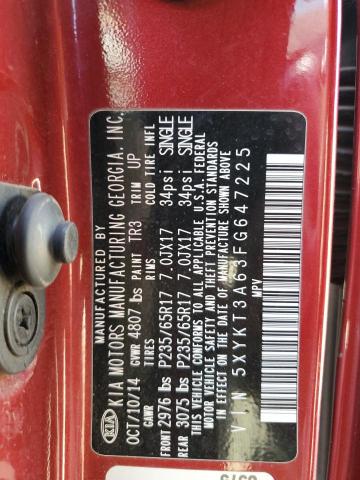 MANUFACTURED BY
KIA KIA MOTORS MANUFACTURING GEORGIA, INC.
OCT/10/14 GVWR 4807 lbs PAINT TR3 TRIM UP
GAWR TIRES RIMS COLD TIRE INFL
FRONT 2976 lbs P235/65R17 7.0JX17 34psi SINGLE
REAR 3075 lbs P235/65R17 7.0JX17 34psi SINGLE
THIS VEHICLE CONFORMS TO ALL APPLICABLE U.S.A. FEDERAL
MOTOR VEHICLE SAFETY STANDARDS IN EFFECT ON THE
DATE OF MANUFACTURE SHOWN ABOVE
VIN 5XYKT3A63FG647225
MPV